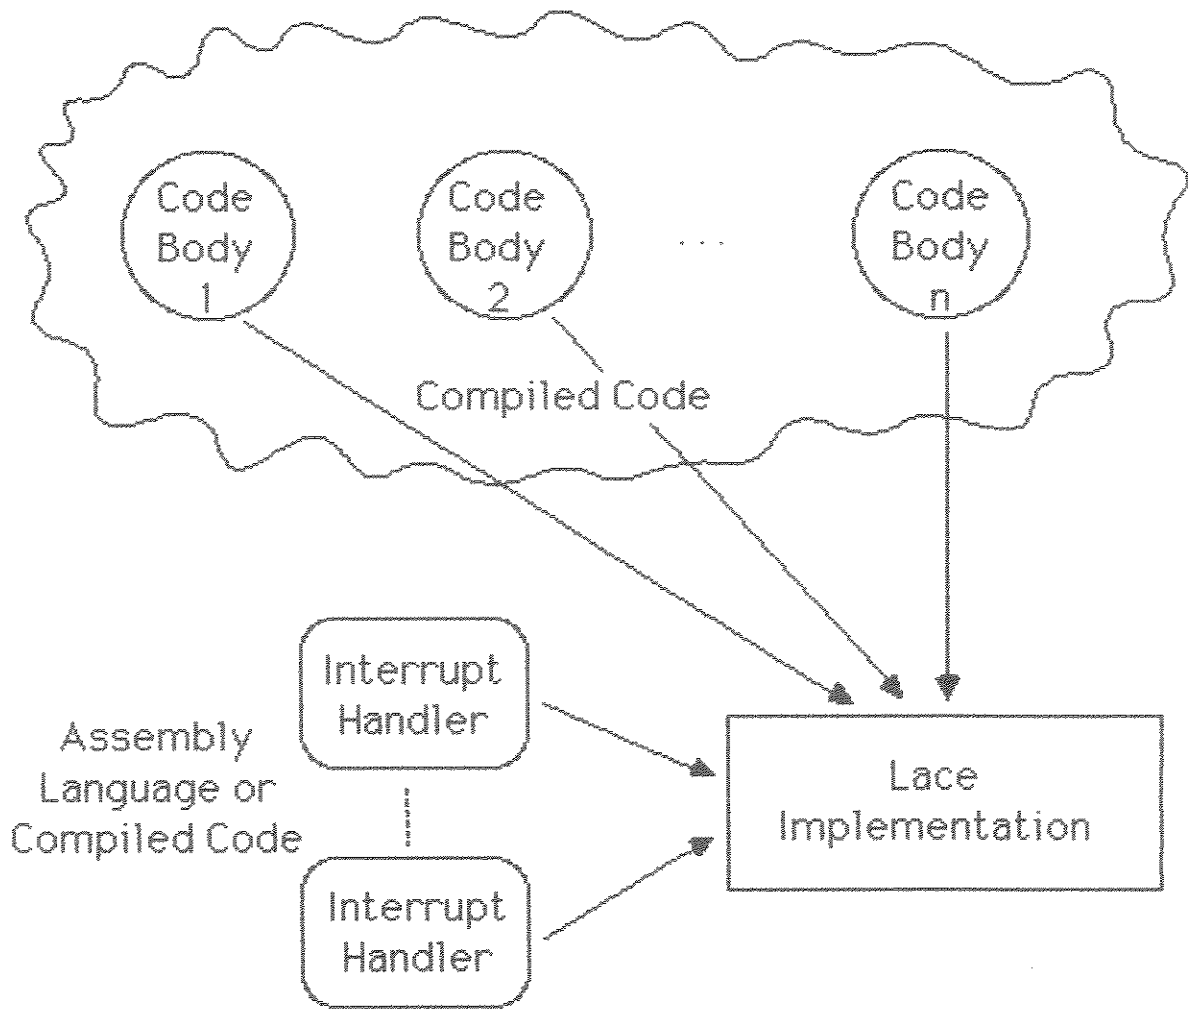 Code
Body
1
Code
Body
2
. . .
Code
Body
n
Compiled Code
Interrupt
Handler
Assembly
Language or
Compiled Code
Interrupt
Handler
Lace
Implementation